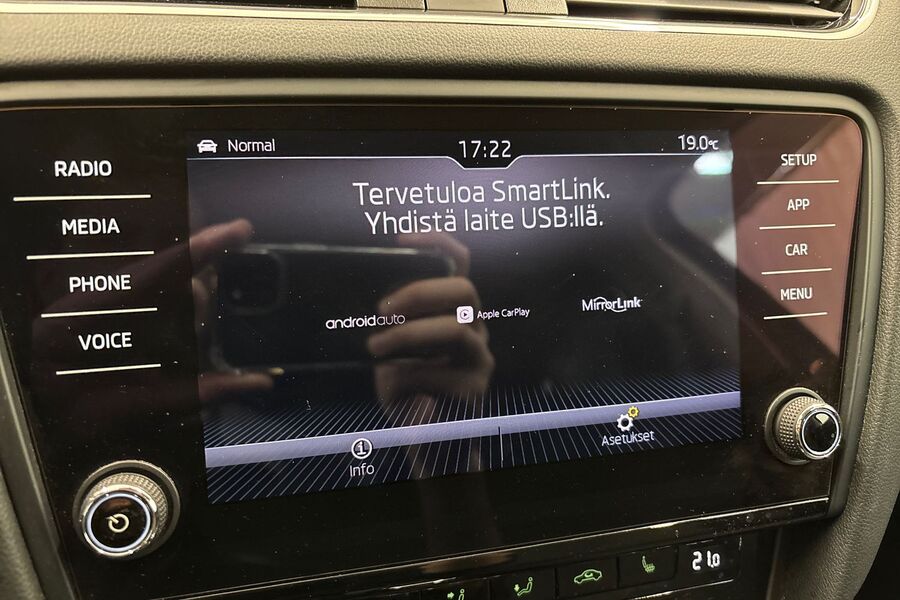 RADIO
MEDIA
PHONE
VOICE
Normal
17:22
19.0°C
Tervetuloa SmartLink.
Yhdistä laite USB:llä.
androidauto
Apple CarPlay
MirrorLink
Info
Asetukset
SETUP
APP
CAR
MENU
21.0